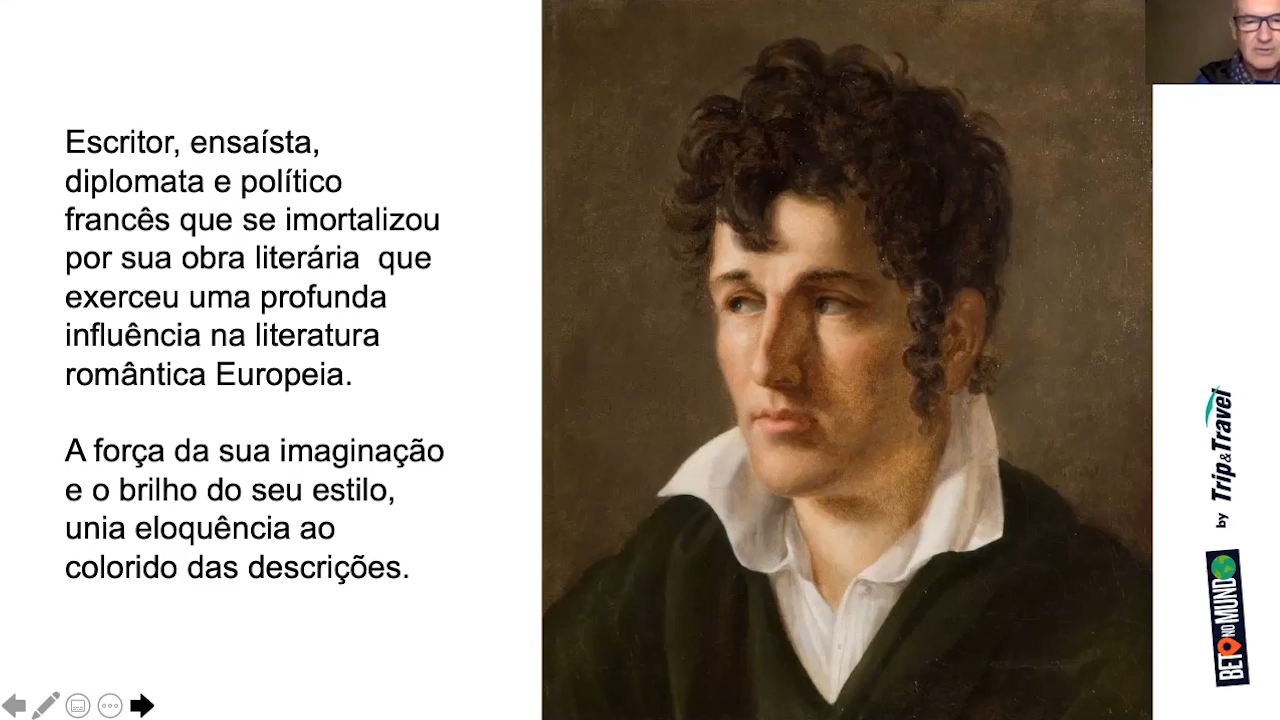 Escritor, ensaísta,
diplomata e político
francês que se imortalizou
por sua obra literária  que
exerceu uma profunda
influência na literatura
romântica Europeia.
A força da sua imaginação
e o brilho do seu estilo,
unia eloquência ao
colorido das descrições.
BETO NO MUNDO
by Trip&Travel